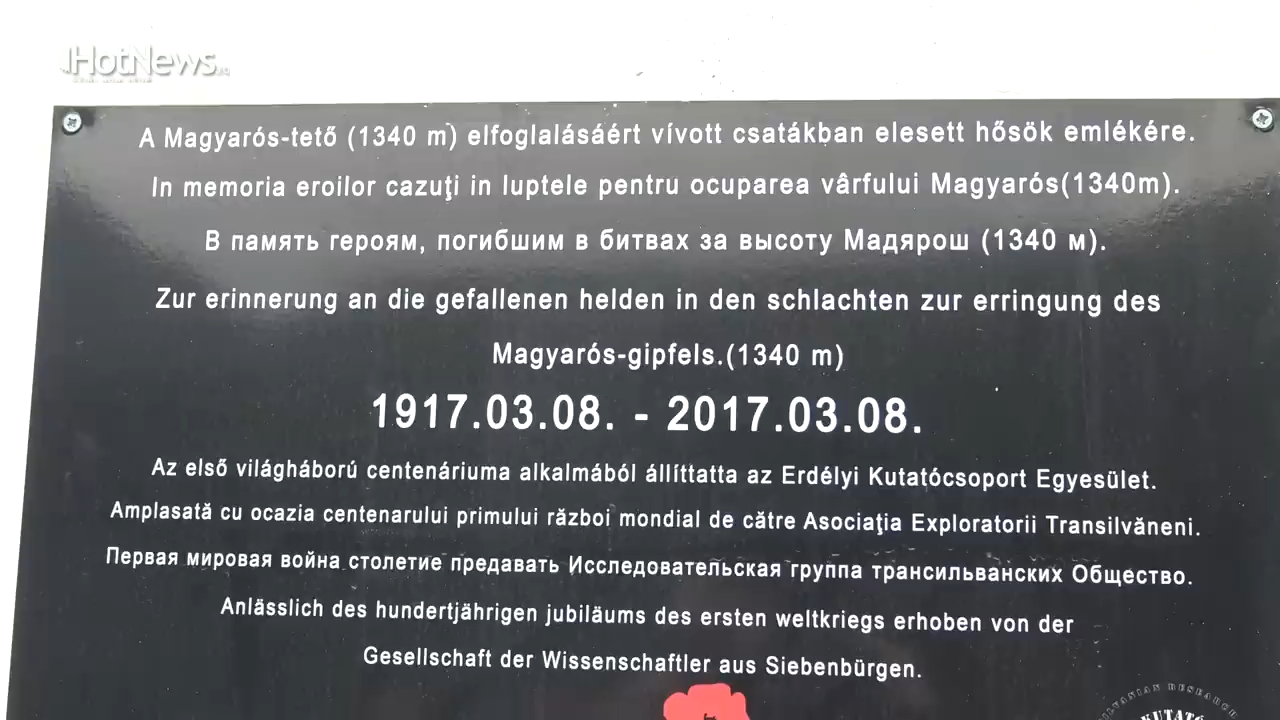 HotNews.ro
A Magyarós-tető (1340 m) elfoglalásáért vívott csatákban elesett hősök emlékére.
In memoria eroilor cazuţi in luptele pentru ocuparea vârfului Magyarós(1340m).
В память героям, погибшим в битвах за высоту Мадярош (1340 м).
Zur erinnerung an die gefallenen helden in den schlachten zur erringung des
Magyarós-gipfels.(1340 m)
1917.03.08. - 2017.03.08.
Az első világháború centenáriuma alkalmából állíttatta az Erdélyi Kutatócsoport Egyesület.
Amplasată cu ocazia centenarului primului război mondial de către Asociaţia Exploratorii Transilvăneni.
Первая мировая война столетие предавать Исследовательская группа трансильванских Общество.
Anlässlich des hundertjährigen jubiläums des ersten weltkriegs erhoben von der
Gesellschaft der Wissenschaftler aus Siebenbürgen.